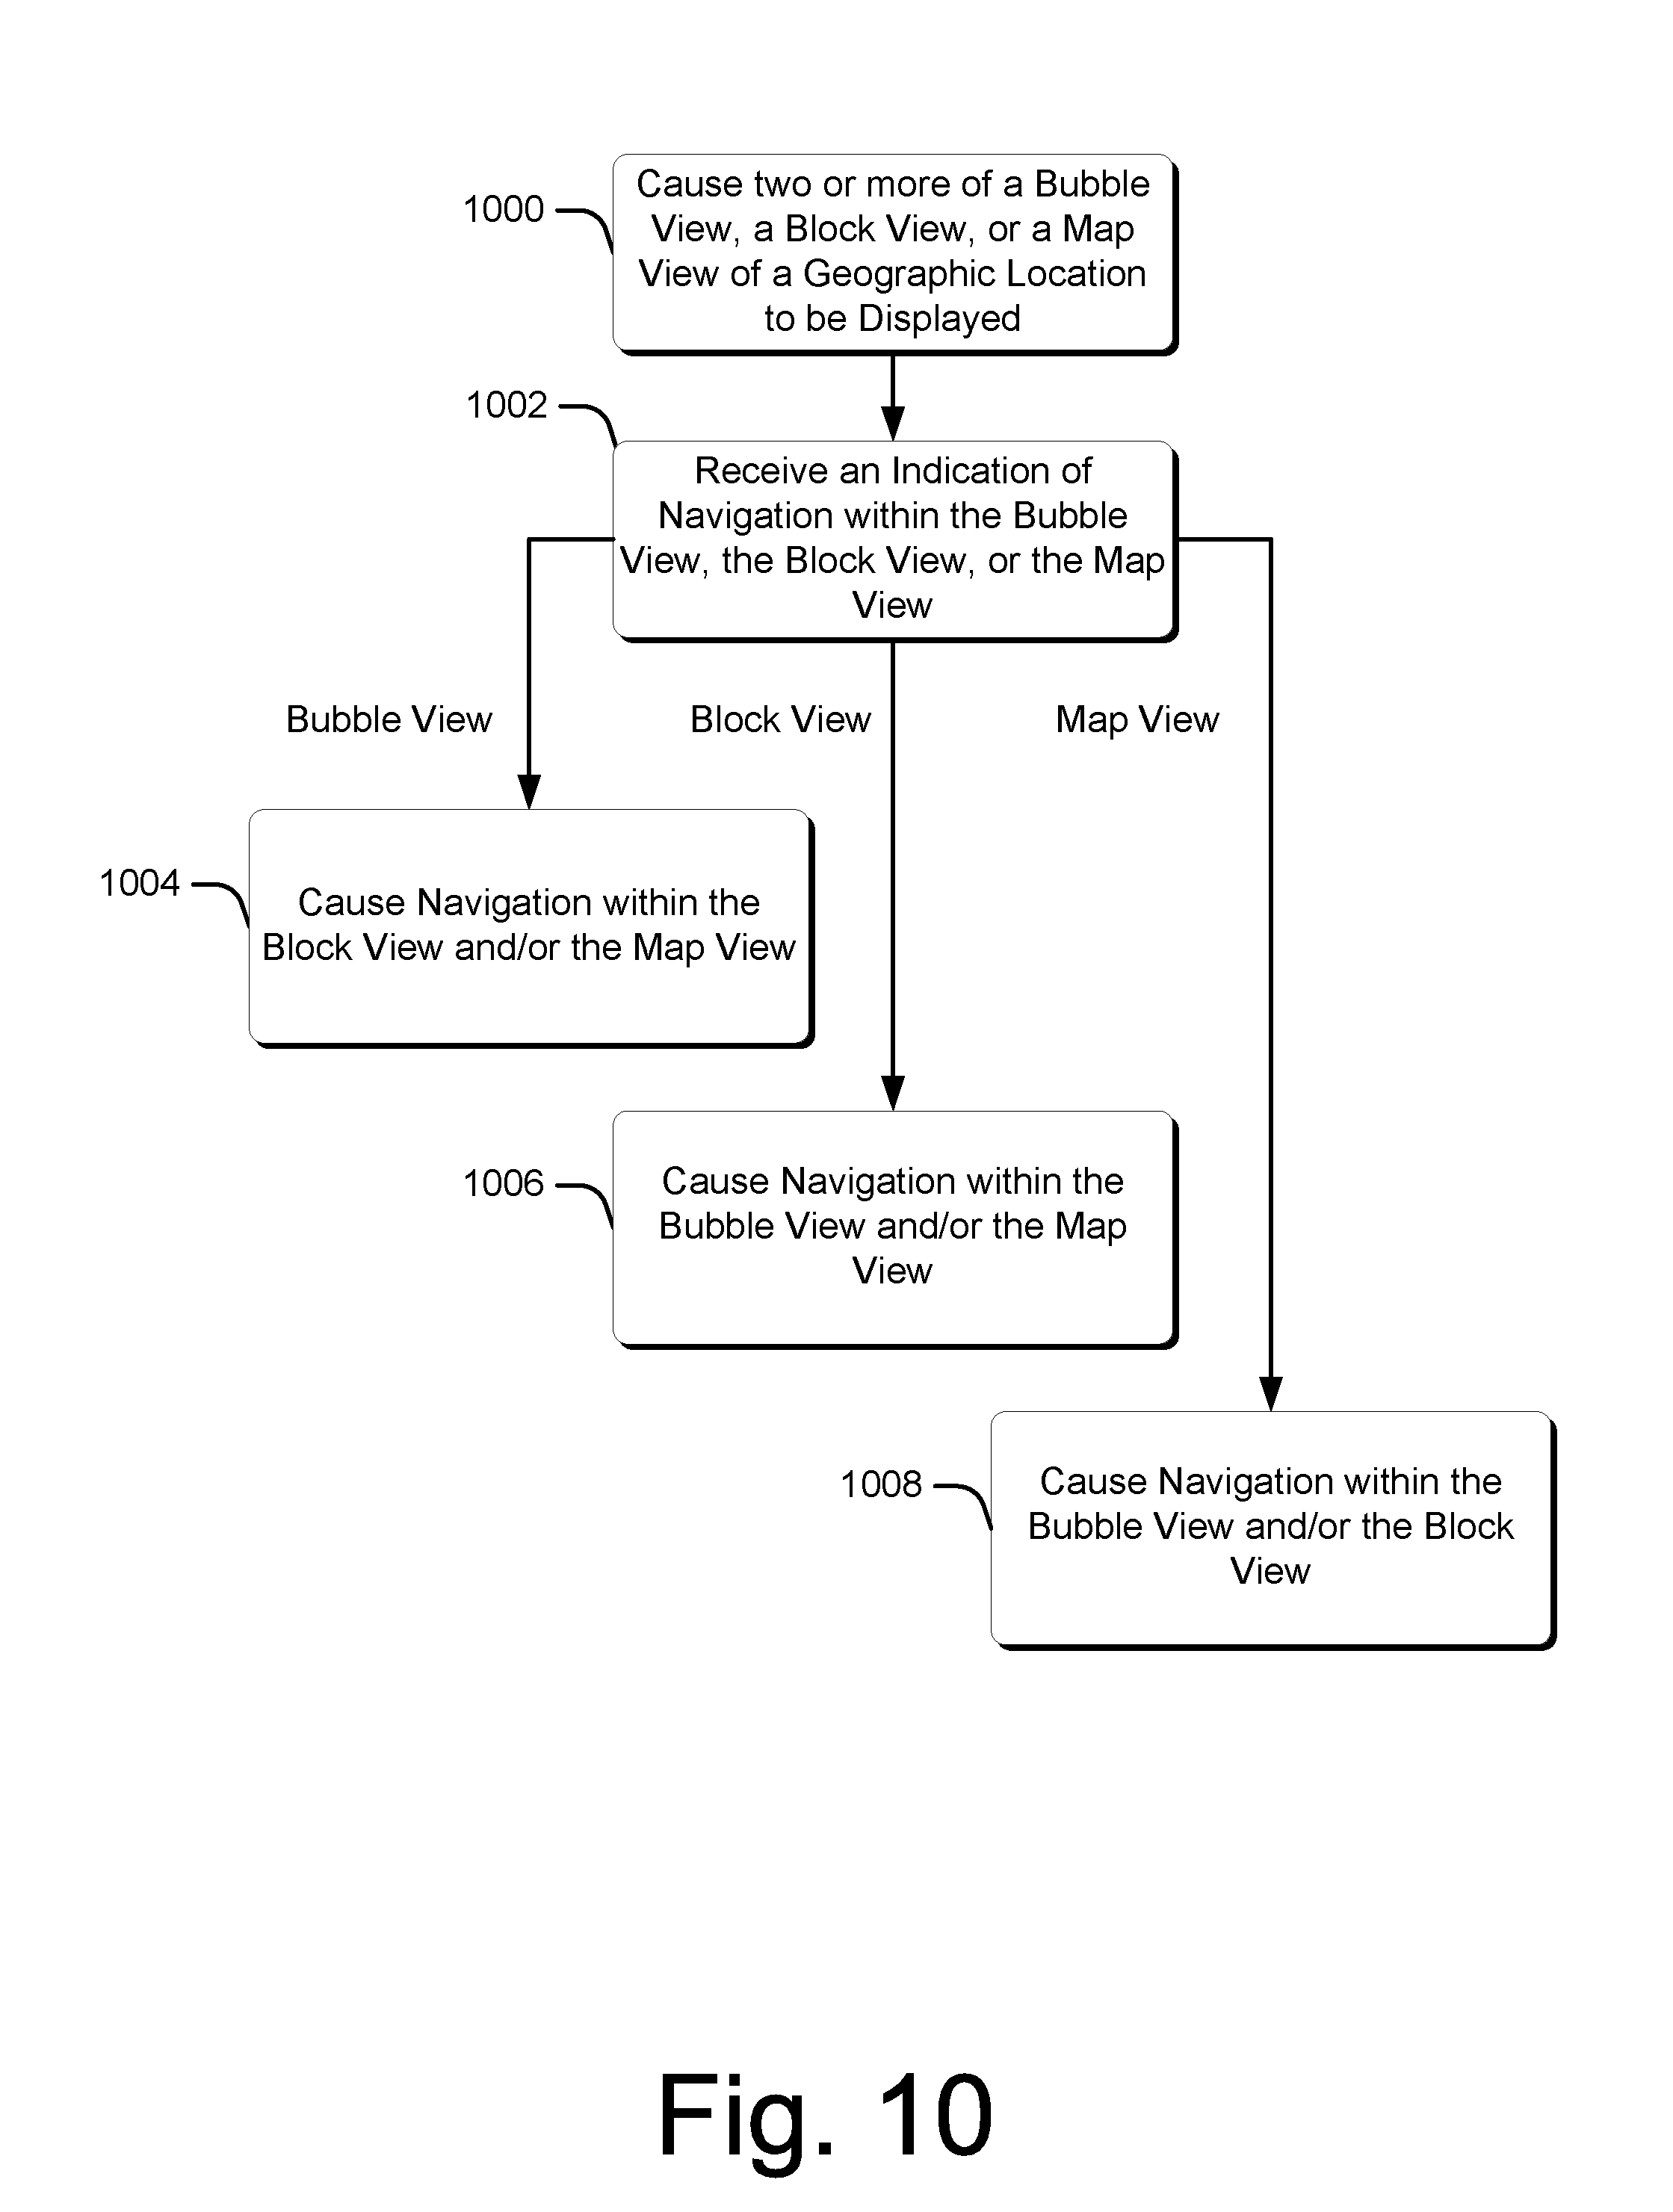 1000
Cause two or more of a Bubble
View, a Block View, or a Map
View of a Geographic Location
to be Displayed
1002
Receive an Indication of
Navigation within the Bubble
View, the Block View, or the Map
View
Bubble View
Block View
Map View
1004
Cause Navigation within the
Block View and/or the Map View
1006
Cause Navigation within the
Bubble View and/or the Map
View
1008
Cause Navigation within the
Bubble View and/or the Block
View
Fig. 10